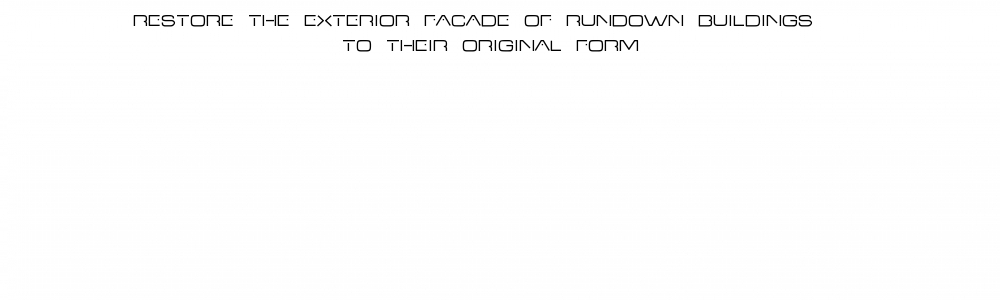 RESTORE THE EXTERIOR FACADE OF RUNDOWN BUILDINGS
TO THEIR ORIGINAL FORM